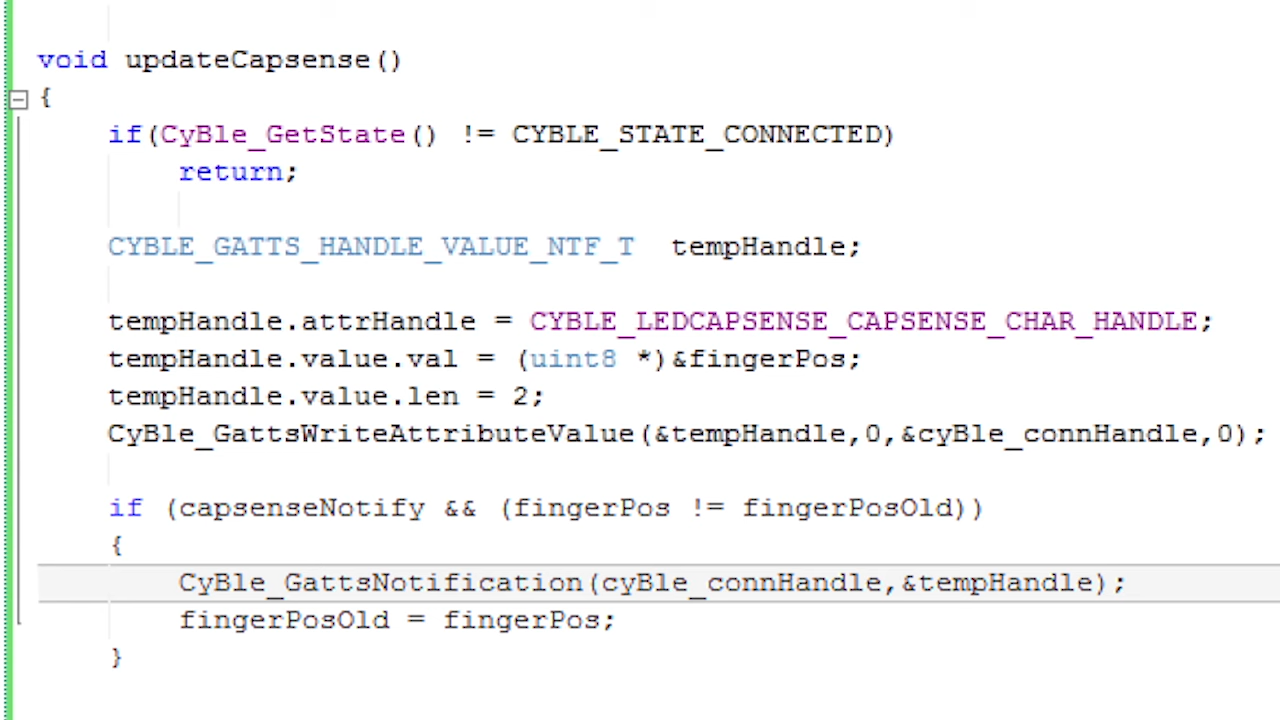 void updateCapsense()
{
if(CyBle_GetState() != CYBLE_STATE_CONNECTED)
return;
CYBLE_GATTS_HANDLE_VALUE_NTF_T tempHandle;
tempHandle.attrHandle = CYBLE_LEDCAPSENSE_CAPSENSE_CHAR_HANDLE;
tempHandle.value.val = (uint8 *)&fingerPos;
tempHandle.value.len = 2;
CyBle_GattsWriteAttributeValue(&tempHandle,0,&cyBle_connHandle,0);
if (capsenseNotify && (fingerPos != fingerPosOld))
{
CyBle_GattsNotification(cyBle_connHandle,&tempHandle);
fingerPosOld = fingerPos;
}